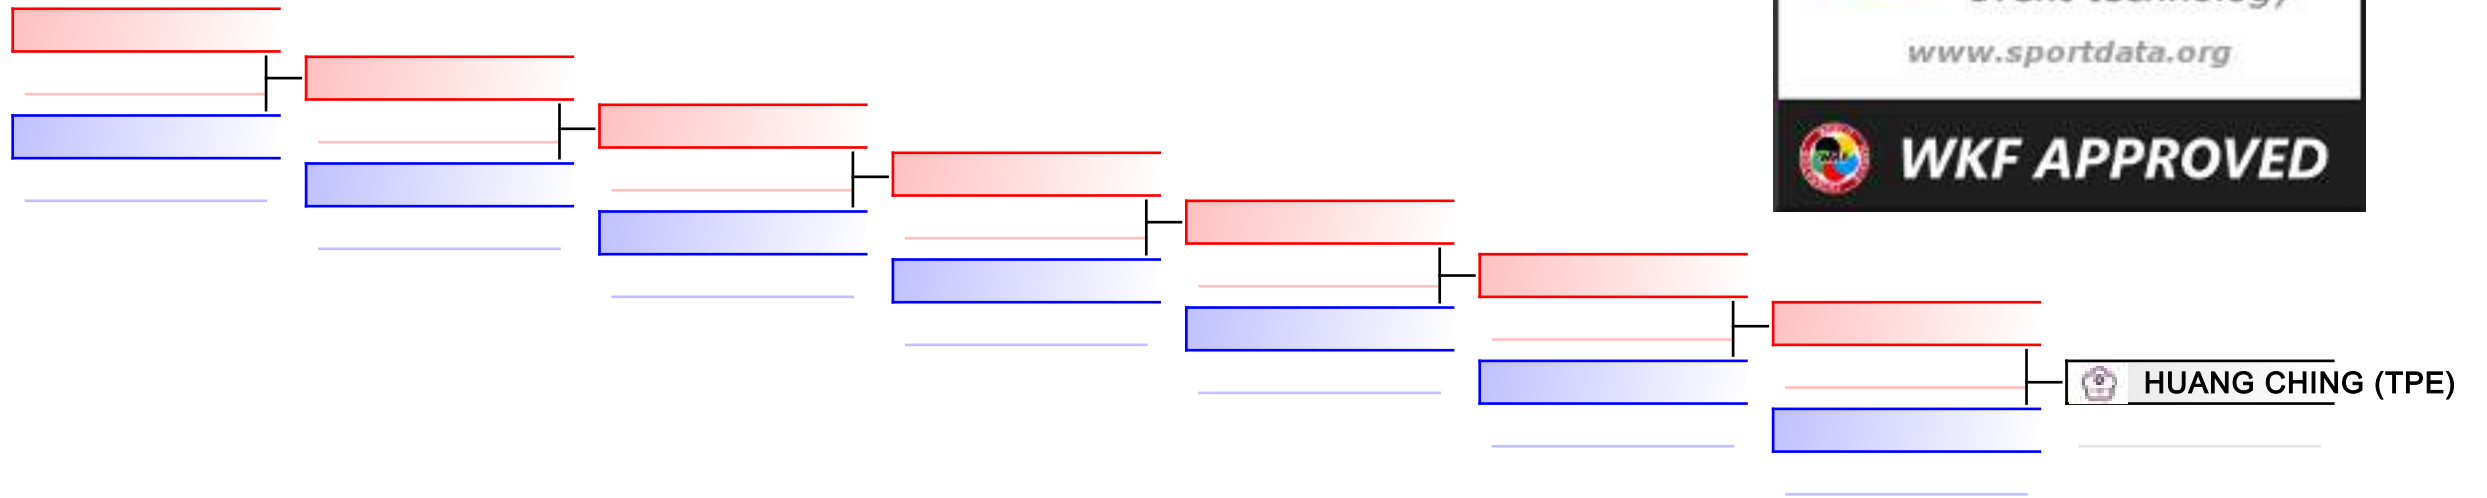 www.sportdata.org
WKF APPROVED
HUANG CHING (TPE)